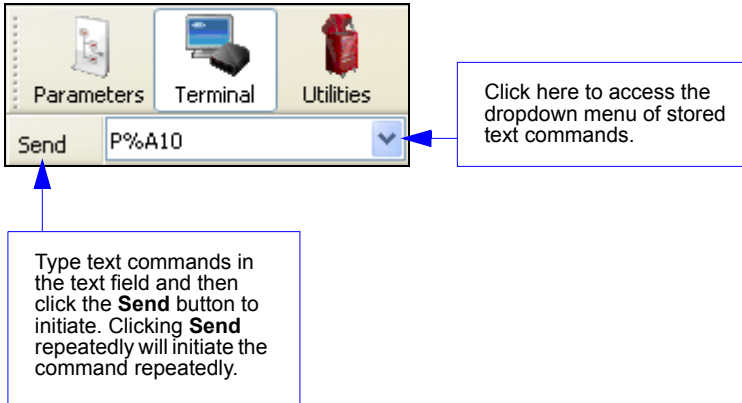 Parameters Terminal Utilities
Send P%A10
Click here to access the
dropdown menu of stored
text commands.
Type text commands in
the text field and then
click the Send button to
initiate. Clicking Send
repeatedly will initiate the
command repeatedly.